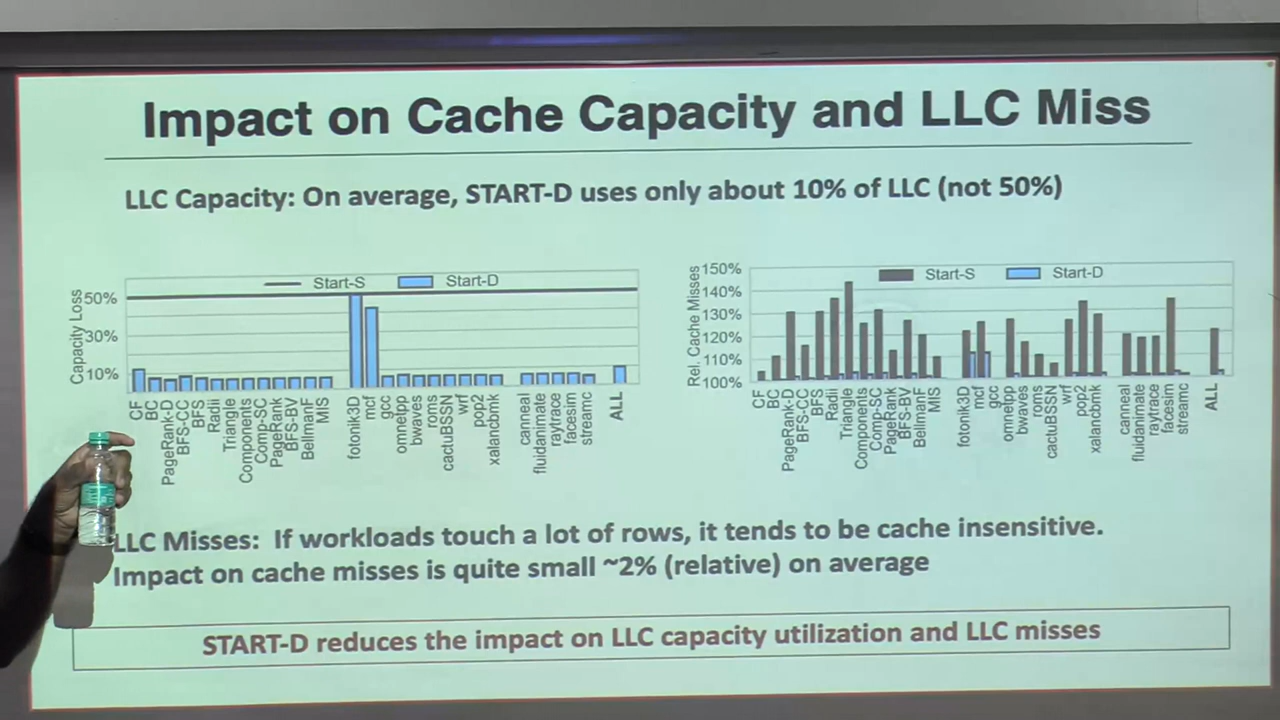 Impact on Cache Capacity and LLC Miss
LLC Capacity: On average, START-D uses only about 10% of LLC (not 50%)
Start-S
Start-D
Capacity Loss
50%
30%
10%
CF
BC
PageRank-D
BFS-CC
BFS
Radii
Triangle
Components
Comp-SC
PageRank
BFS-BV
BellmanF
MIS
fotonik3D
mcf
gcc
omnetpp
bwaves
roms
cactuBSSN
wrf
pop2
xalancbmk
canneal
fluidanimate
raytrace
facesim
streamc
ALL
Start-S
Start-D
Rel. Cache Misses
150%
140%
130%
120%
110%
100%
CF
BC
PageRank-D
BFS-CC
BFS
Radii
Triangle
Components
Comp-SC
PageRank
BFS-BV
BellmanF
MIS
fotonik3D
mcf
gcc
omnetpp
bwaves
roms
cactuBSSN
wrf
pop2
xalancbmk
canneal
fluidanimate
raytrace
facesim
streamc
ALL
LLC Misses: If workloads touch a lot of rows, it tends to be cache insensitive.
Impact on cache misses is quite small ~2% (relative) on average
START-D reduces the impact on LLC capacity utilization and LLC misses